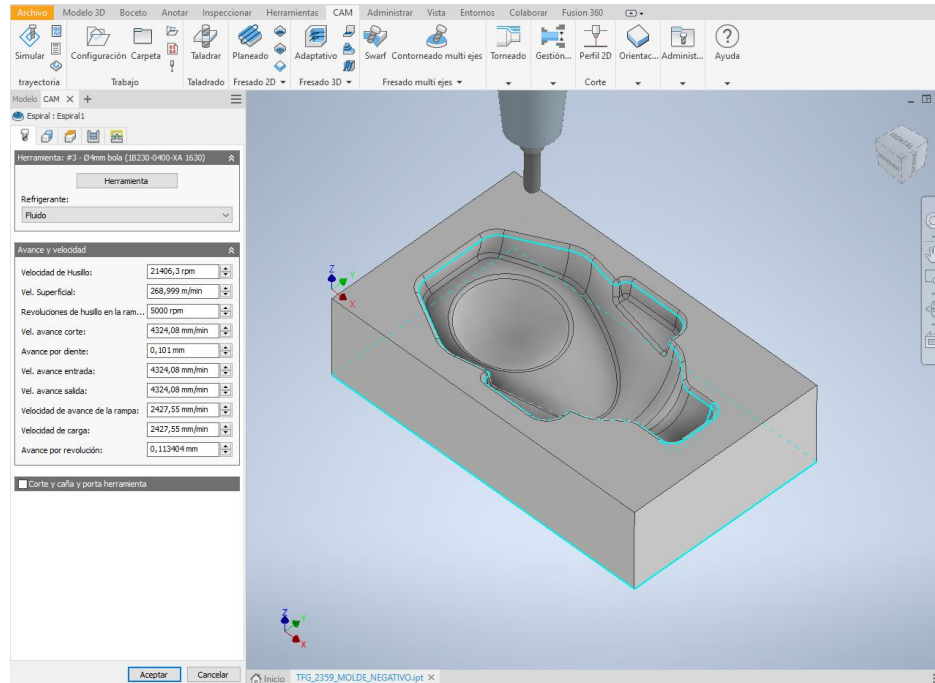 Archivo Modelo 3D Boceto Anotar Inspeccionar Herramientas CAM Administrar Vista Entornos Colaborar Fusion 360
Simular Configuración Carpeta Taladrar Planeado Adaptativo Swarf Contorneado multi ejes Torneado Gestión... Perfil 2D Orientac... Administ... Ayuda
trayectoria Trabajo Taladrado Fresado 2D Fresado 3D Fresado multi ejes Corte
Modelo CAM X +
Espiral : Espiral1
Herramienta: #3 - Ø4mm bola (1B230-0400-XA 1630)
Herramienta
Refrigerante:
Fluido
Avance y velocidad
Velocidad de Husillo: 21406,3 rpm
Vel. Superficial: 268,999 m/min
Revoluciones de husillo en la ram... 5000 rpm
Vel. avance corte: 4324,08 mm/min
Avance por diente: 0,101 mm
Vel. avance entrada: 4324,08 mm/min
Vel. avance salida: 4324,08 mm/min
Velocidad de avance de la rampa: 2427,55 mm/min
Velocidad de carga: 2427,55 mm/min
Avance por revolución: 0,113404 mm
Corte y caña y porta herramienta
FRONTAL
Z Y X
Z Y X
Aceptar Cancelar
Inicio TFG_2359_MOLDE_NEGATIVO.ipt X